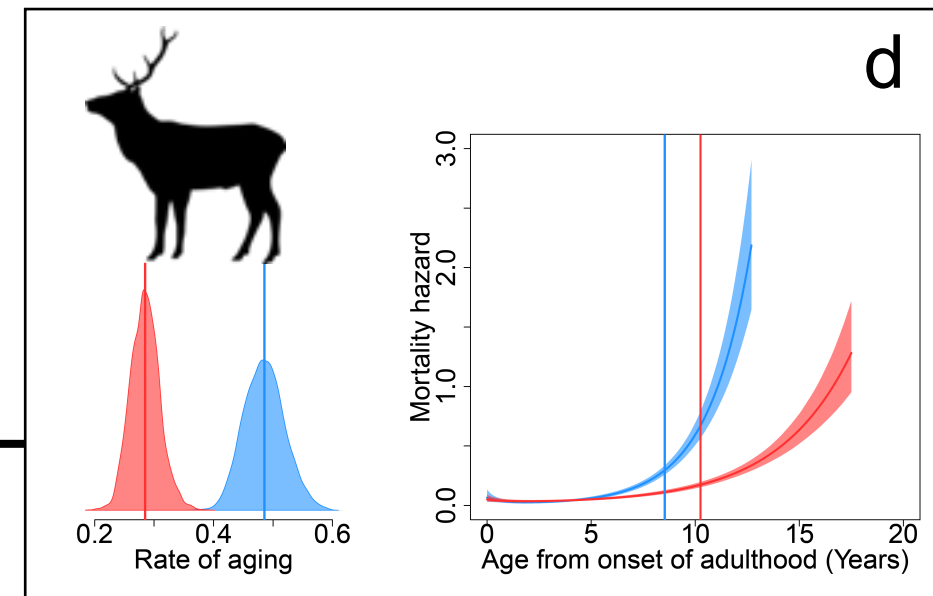 d
3.0
2.0
1.0
0.0
Mortality hazard
0.2 0.4 0.6
Rate of aging
0 5 10 15 20
Age from onset of adulthood (Years)